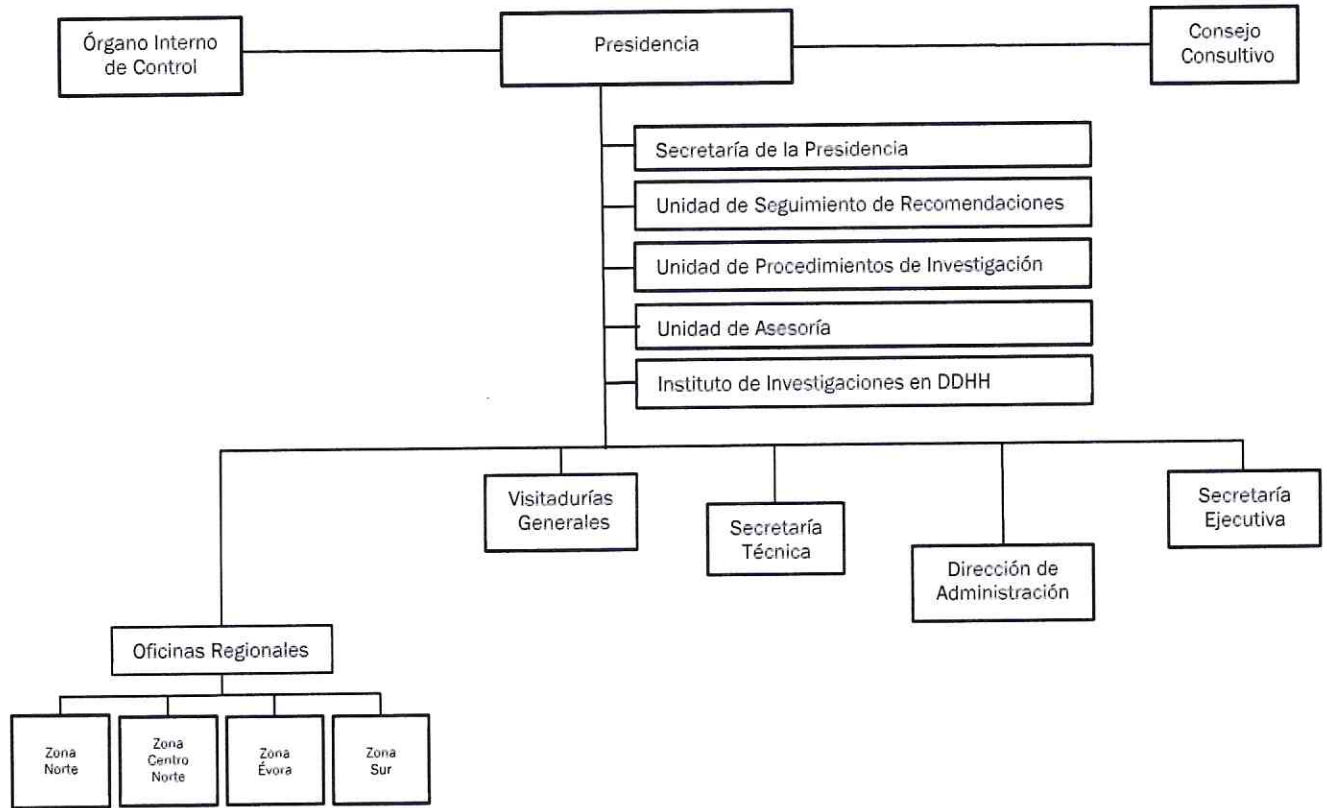 Órgano Interno
de Control
Presidencia
Consejo
Consultivo
Secretaría de la Presidencia
Unidad de Seguimiento de Recomendaciones
Unidad de Procedimientos de Investigación
Unidad de Asesoría
Instituto de Investigaciones en DDHH
Visitadurías
Generales
Secretaría
Técnica
Dirección de
Administración
Secretaría
Ejecutiva
Oficinas Regionales
Zona
Norte
Zona
Centro
Norte
Zona
Évora
Zona
Sur